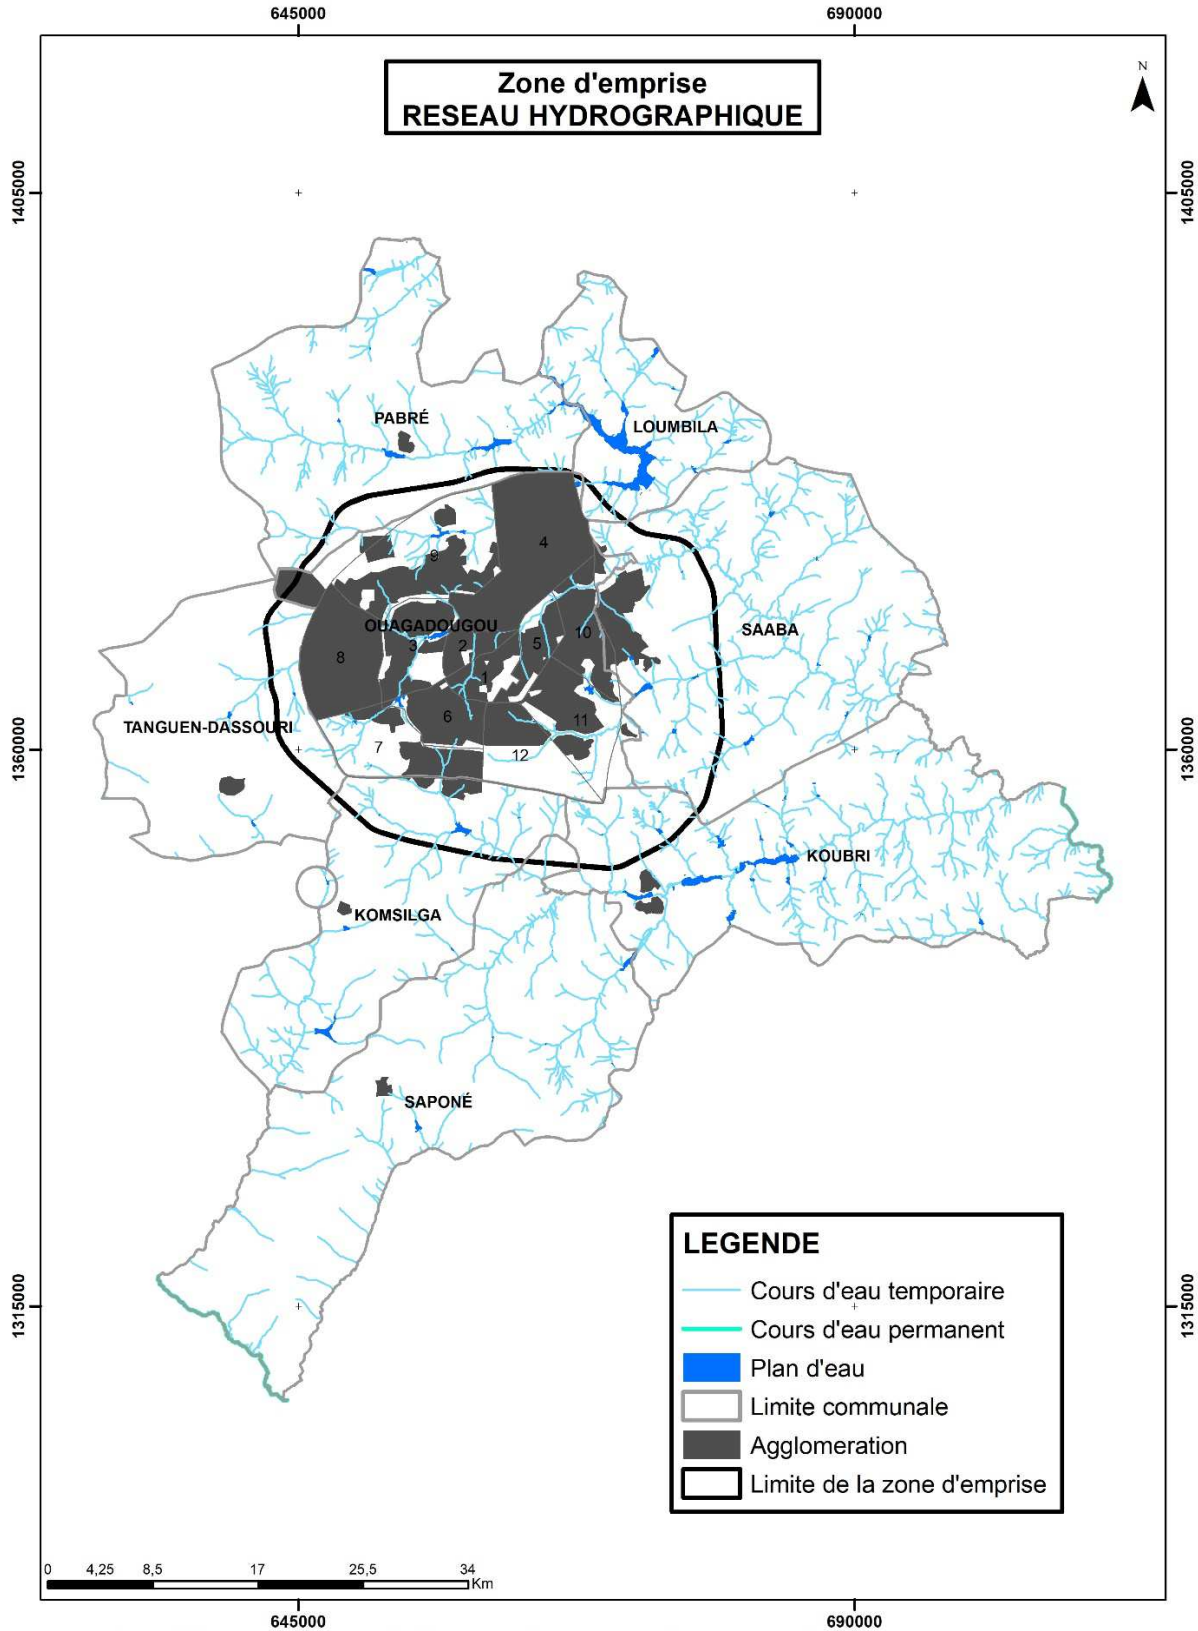 645000
690000
Zone d'emprise
RESEAU HYDROGRAPHIQUE
N
1405000
1405000
PABRÉ
LOUMBILA
4
9
OUAGADOUGOU
SAABA
8
3
2
5
10
1
6
11
TANGUEN-DASSOURI
7
12
1360000
1360000
KOUBRI
KOMSILGA
SAPONÉ
LEGENDE
Cours d'eau temporaire
Cours d'eau permanent
Plan d'eau
Limite communale
Agglomeration
Limite de la zone d'emprise
1315000
1315000
0 4,25 8,5 17 25,5 34
Km
645000
690000